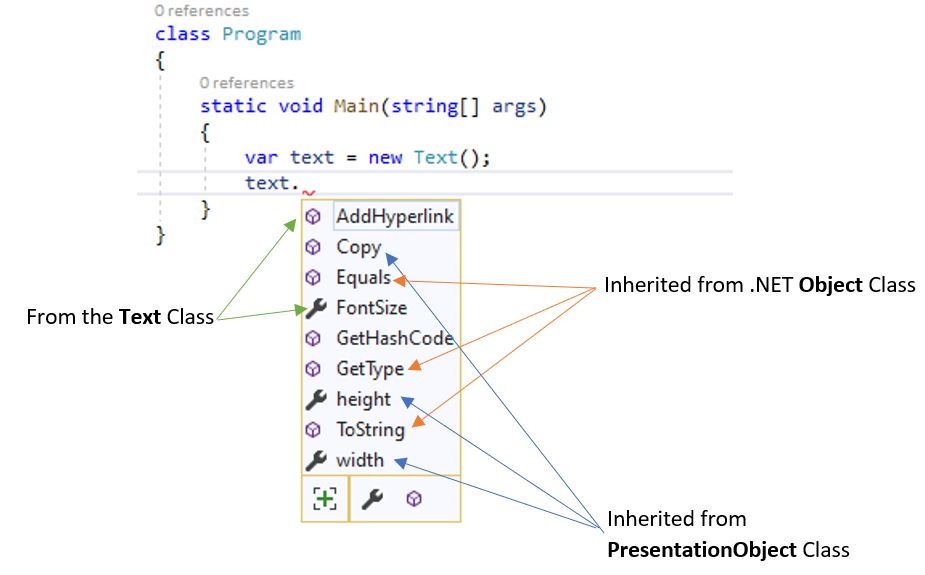 0 references
class Program
{
0 references
static void Main(string[] args)
{
var text = new Text();
text.
}
}
AddHyperlink
Copy
Equals
FontSize
GetHashCode
GetType
height
ToString
width
From the Text Class
Inherited from .NET Object Class
Inherited from
PresentationObject Class